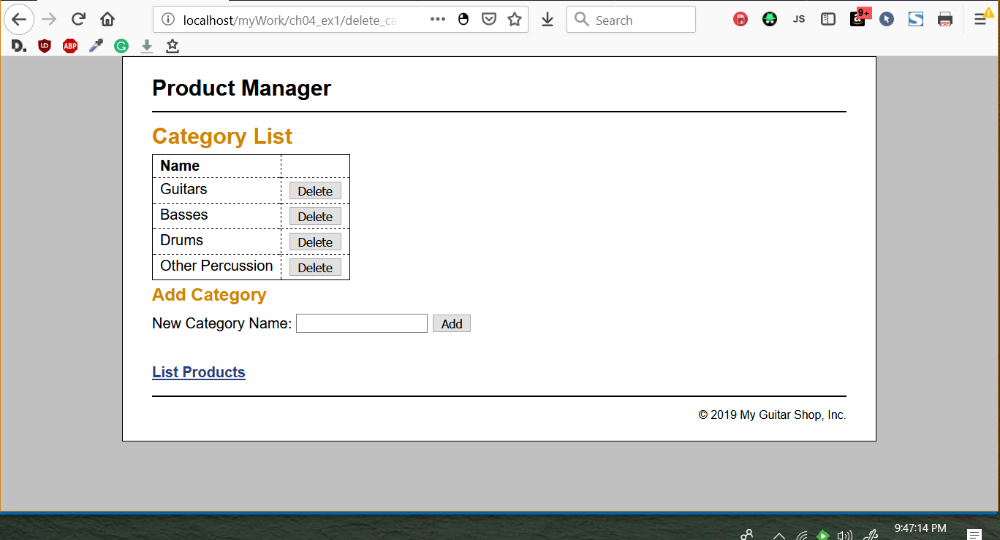 localhost/myWork/ch04_ex1/delete_ca
Search
JS
9+
D.
UO
ABP
PDF
Product Manager
Category List
Name
Guitars Delete
Basses Delete
Drums Delete
Other Percussion Delete
Add Category
New Category Name: Add
List Products
© 2019 My Guitar Shop, Inc.
9:47:14 PM